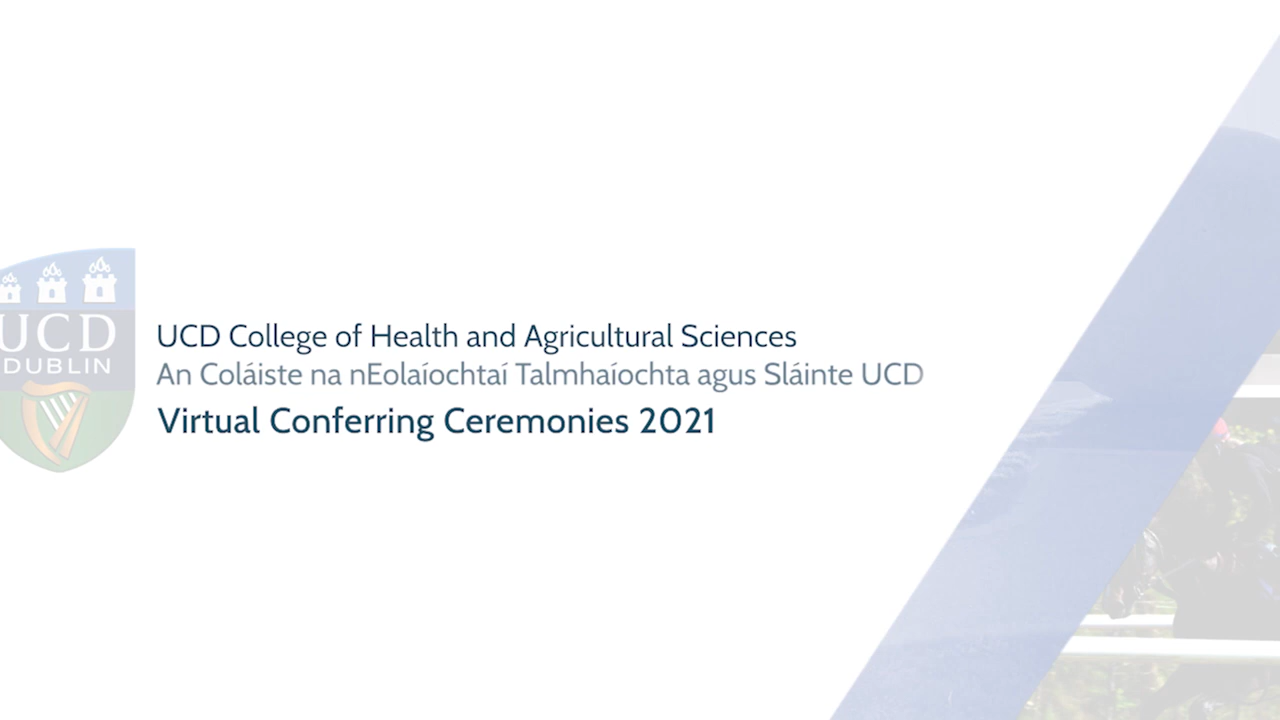 UCD
DUBLIN
UCD College of Health and Agricultural Sciences
An Coláiste na nEolaíochtaí Talmhaíochta agus Sláinte UCD
Virtual Conferring Ceremonies 2021